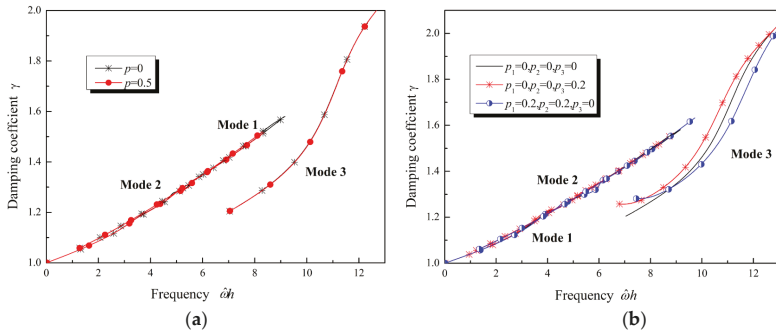 2.0
1.8
1.6
1.4
1.2
1.0
Damping coeffcient γ
p=0
p=0.5
Mode 1
Mode 2
Mode 3
0 2 4 6 8 10 12
Frequency ω̂h
(a)
2.2
2.0
1.8
1.6
1.4
1.2
1.0
Damping coeffcient γ
p₁=0,p₂=0,p₃=0
p₁=0,p₂=0,p₃=0.2
p₁=0.2,p₂=0.2,p₃=0
Mode 2
Mode 3
Mode 1
0 2 4 6 8 10 12
Frequency ω̂h
(b)